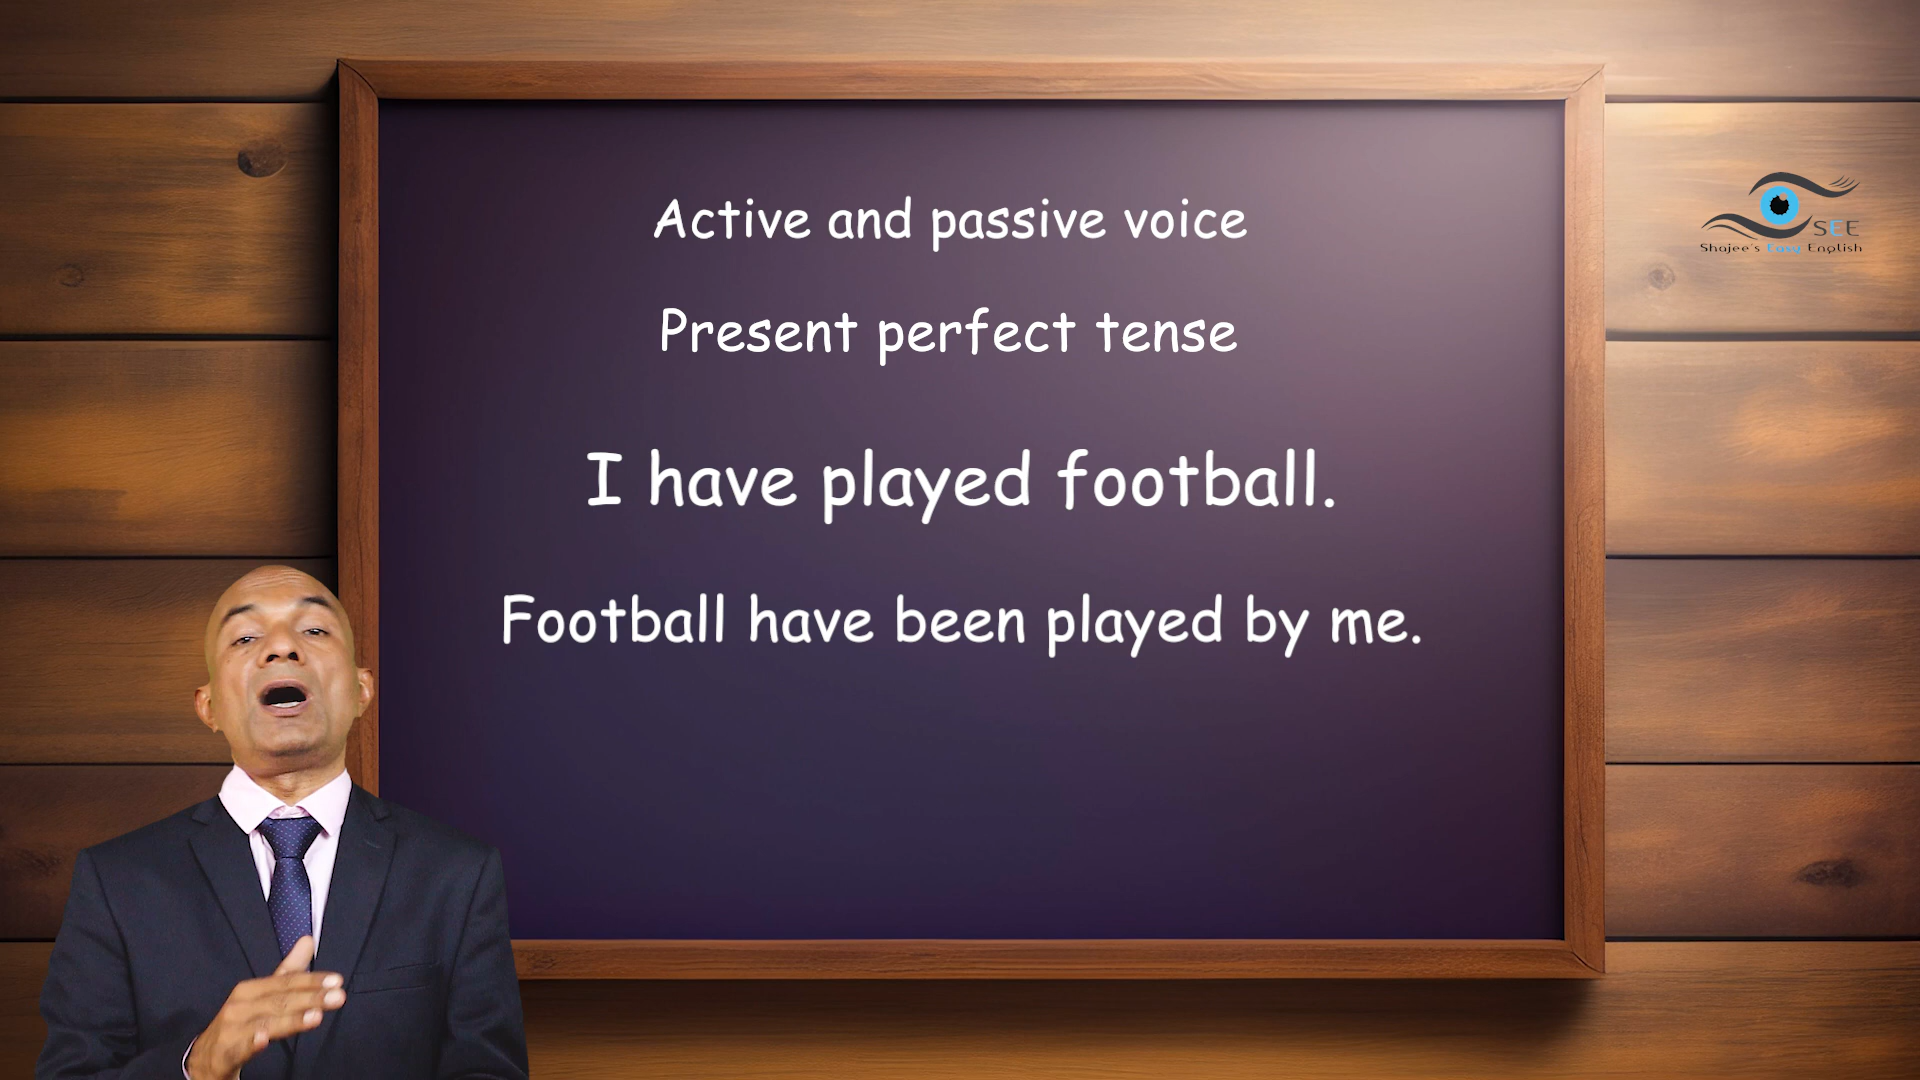 Active and passive voice
Present perfect tense
SEE
Shajee's Easy English
I have played football.
Football have been played by me.